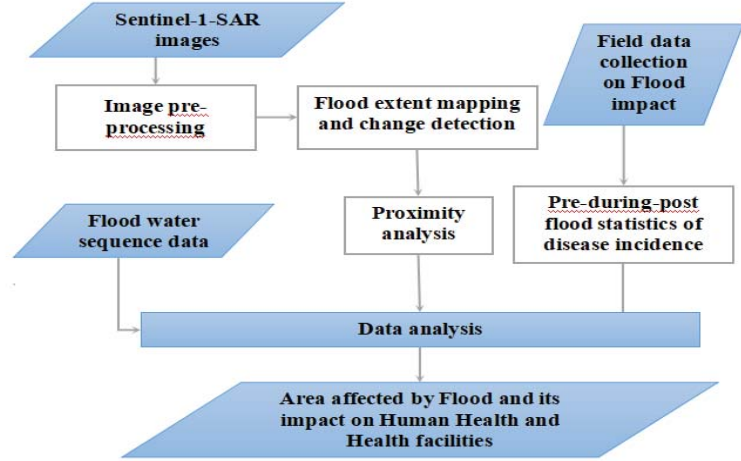 Sentinel-1-SAR
images
Field data
collection
on Flood
impact
Image pre-
processing
Flood extent mapping
and change detection
Flood water
sequence data
Proximity
analysis
Pre-during-post
flood statistics of
disease incidence
Data analysis
Area affected by Flood and its
impact on Human Health and
Health facilities